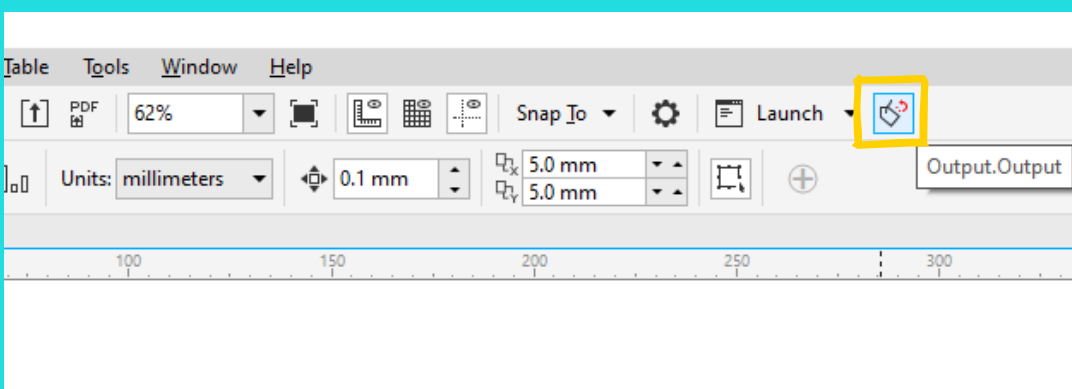 Table Tools Window Help
PDF 62% Snap To Launch
Output.Output
Units: millimeters 0.1 mm
x 5.0 mm
Y 5.0 mm
100 150 200 250 300